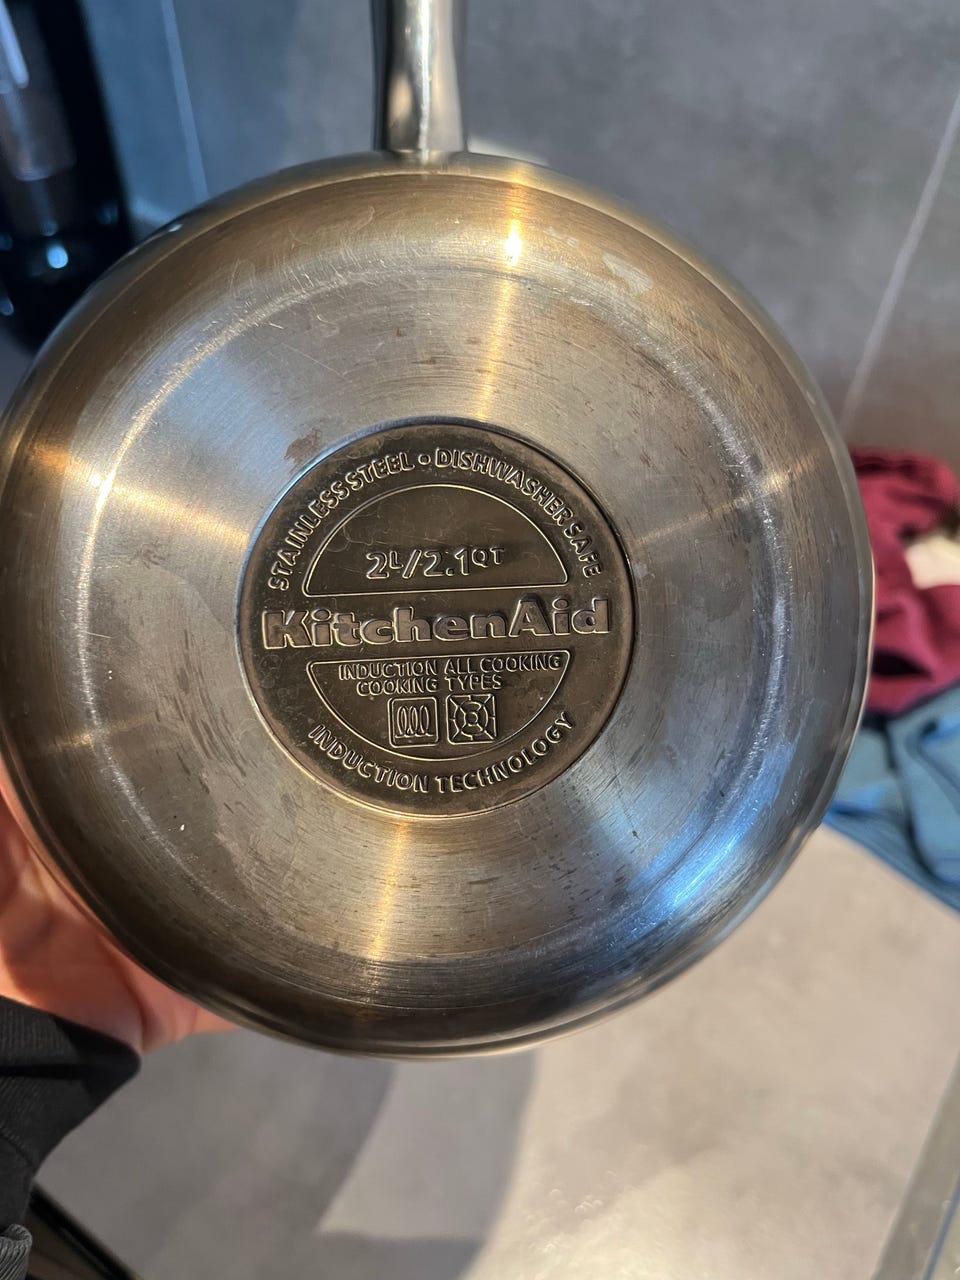 STAINLESS STEEL • DISHWASHER SAFE
2L/2.1QT
KitchenAid
INDUCTION ALL COOKING
COOKING TYPES
INDUCTION TECHNOLOGY